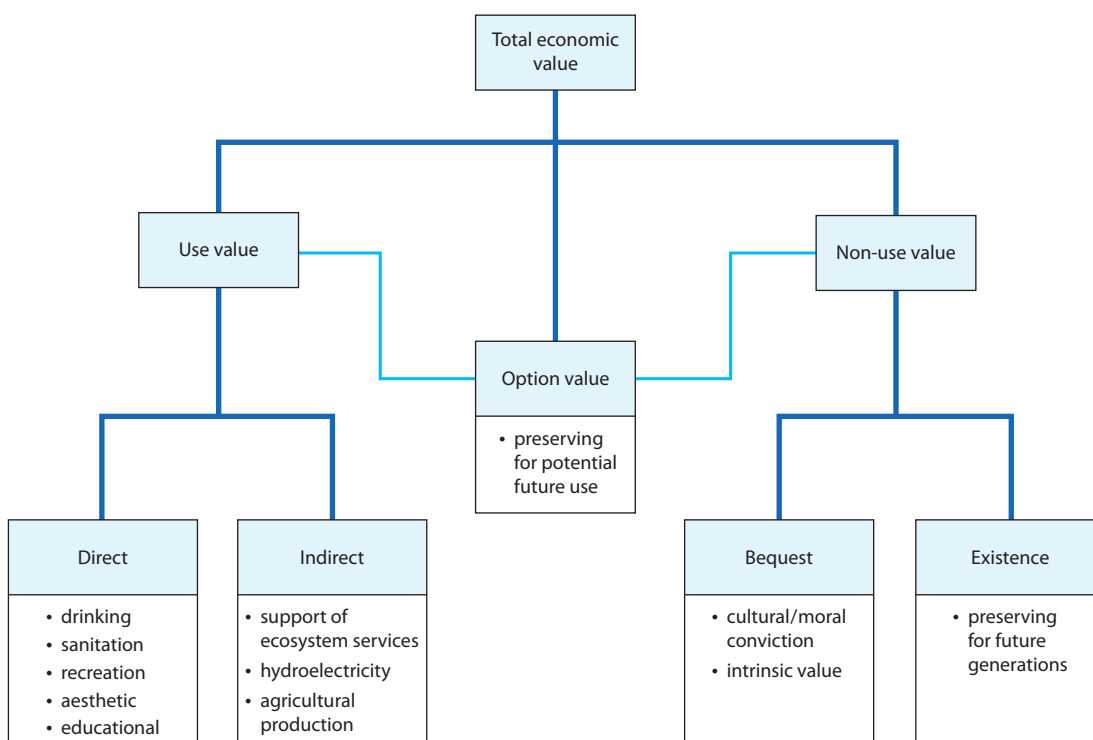 Total economic
value
Use value
Non-use value
Option value
• preserving
for potential
future use
Direct
• drinking
• sanitation
• recreation
• aesthetic
• educational
Indirect
• support of
ecosystem services
• hydroelectricity
• agricultural
production
Bequest
• cultural/moral
conviction
• intrinsic value
Existence
• preserving
for future
generations